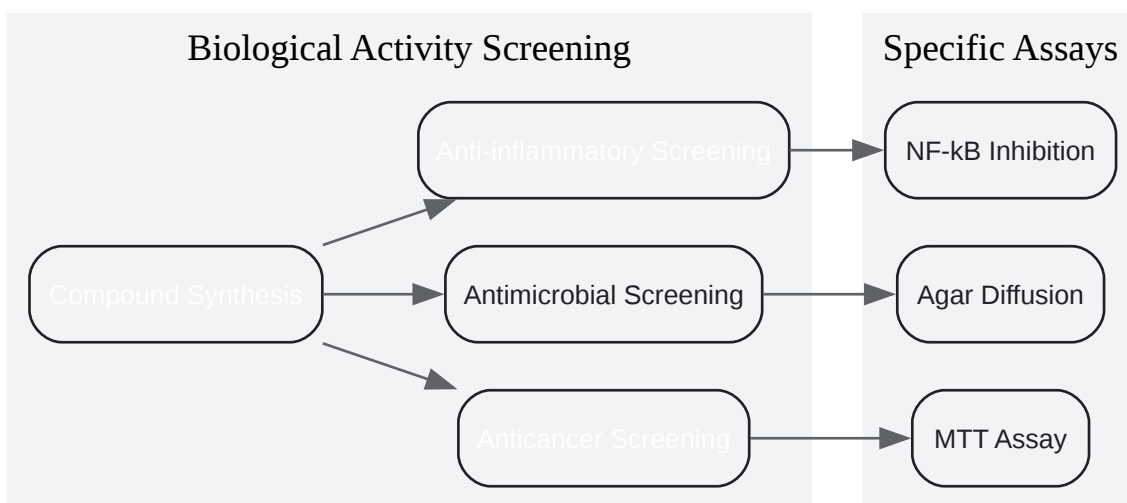 Biological Activity Screening
Specific Assays
Anti-inflammatory Screening
NF-kB Inhibition
Compound Synthesis
Antimicrobial Screening
Agar Diffusion
Anticancer Screening
MTT Assay